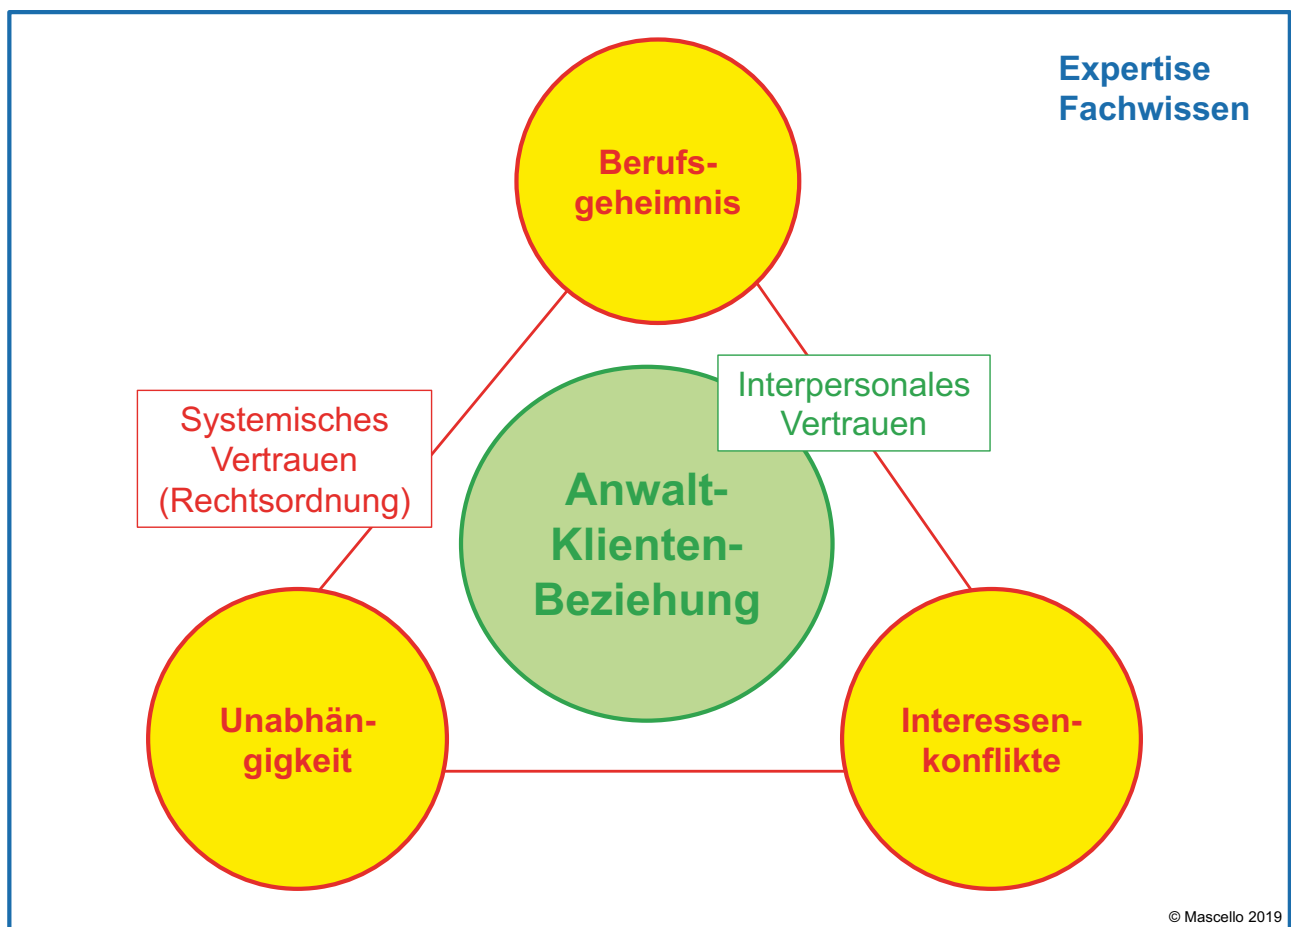 Expertise
Fachwissen
Berufs-
geheimnis
Interpersonales
Vertrauen
Systemisches
Vertrauen
(Rechtsordnung)
Anwalt-
Klienten-
Beziehung
Unabhän-
gigkeit
Interessen-
konflikte
© Mascello 2019